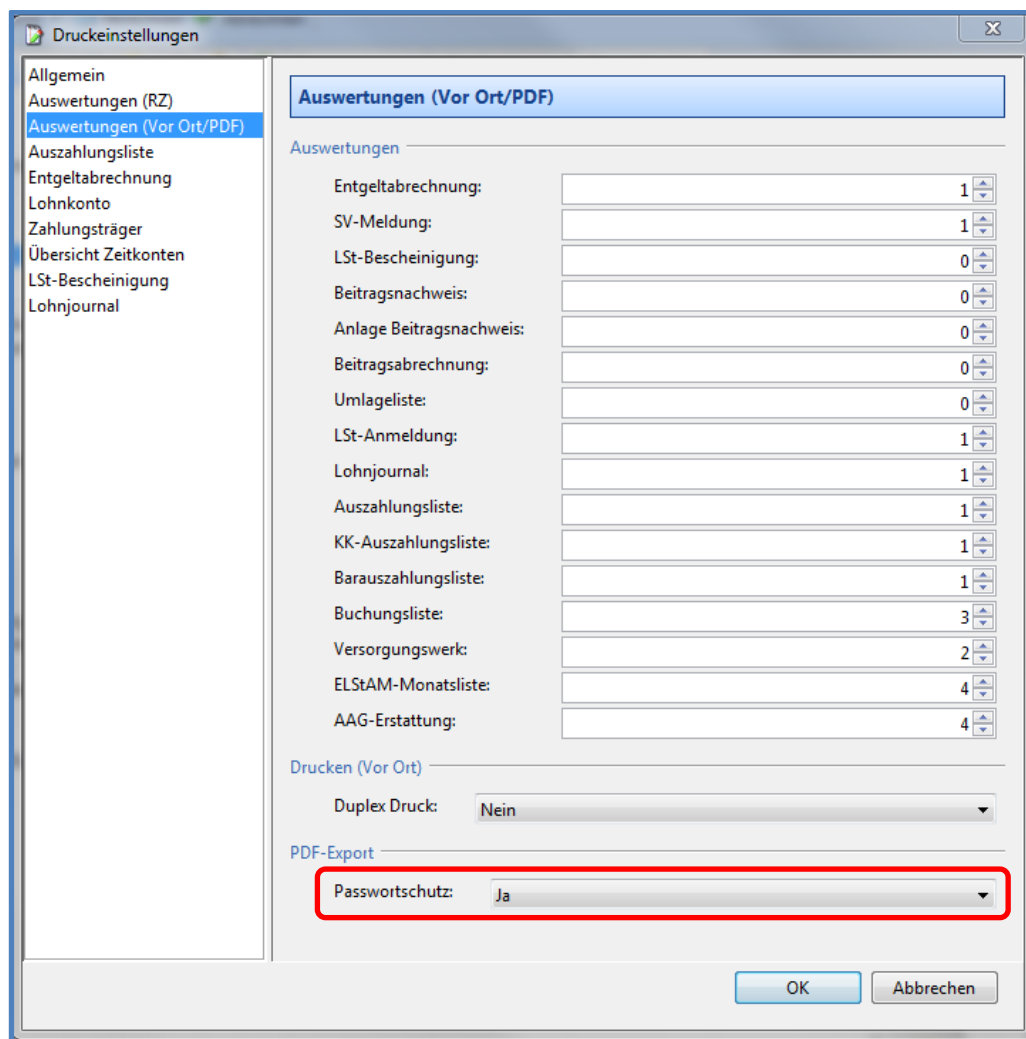 Druckeinstellungen
Allgemein
Auswertungen (RZ)
Auswertungen (Vor Ort/PDF)
Auszahlungsliste
Entgeltabrechnung
Lohnkonto
Zahlungsträger
Übersicht Zeitkonten
LSt-Bescheinigung
Lohnjournal
Auswertungen (Vor Ort/PDF)
Auswertungen
Entgeltabrechnung: 1
SV-Meldung: 1
LSt-Bescheinigung: 0
Beitragsnachweis: 0
Anlage Beitragsnachweis: 0
Beitragsabrechnung: 0
Umlageliste: 0
LSt-Anmeldung: 1
Lohnjournal: 1
Auszahlungsliste: 1
KK-Auszahlungsliste: 1
Barauszahlungsliste: 1
Buchungsliste: 3
Versorgungswerk: 2
ELStAM-Monatsliste: 4
AAG-Erstattung: 4
Drucken (Vor Ort)
Duplex Druck: Nein
PDF-Export
Passwortschutz: Ja
OK Abbrechen